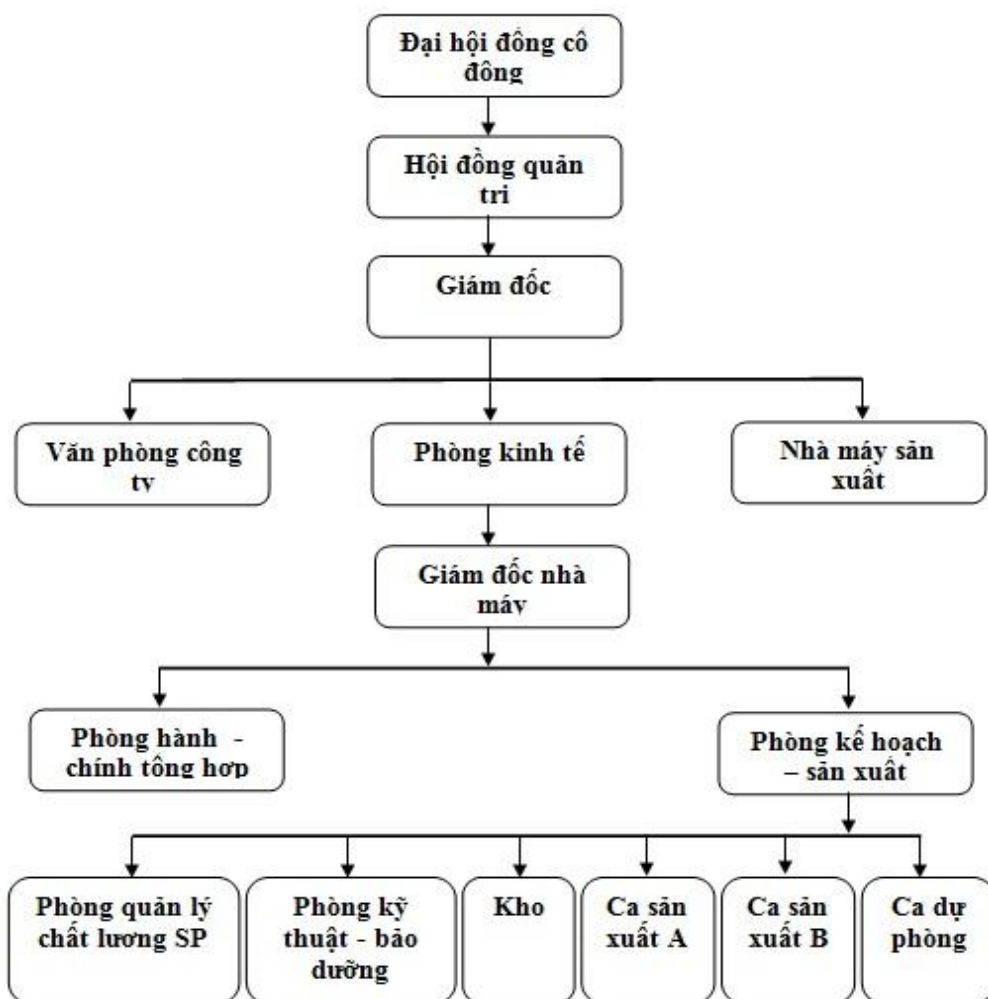 Đại hội đồng cổ
đông
Hội đồng quản
trị
Giám đốc
Văn phòng công
ty
Phòng kinh tế
Nhà máy sản
xuất
Giám đốc nhà
máy
Phòng hành -
chính tổng hợp
Phòng kế hoạch
– sản xuất
Phòng quản lý
chất lượng SP
Phòng kỹ
thuật - bảo
dưỡng
Kho
Ca sản
xuất A
Ca sản
xuất B
Ca dự
phòng